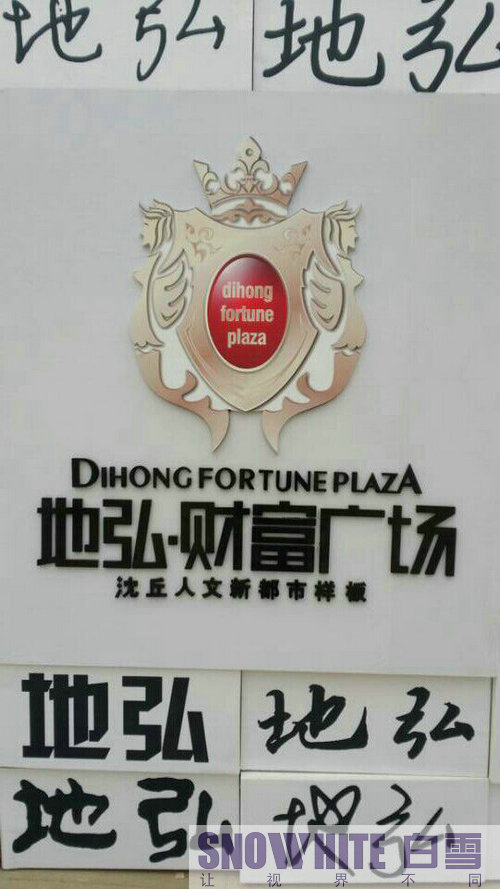 地弘 地弘
dihong
fortune
plaza
DIHONG FORTUNE PLAZA
地弘·财富广场
沈丘人文新都市样板
地弘 地弘
地弘 地弘
SNOWHITE 白雪
让视界不同